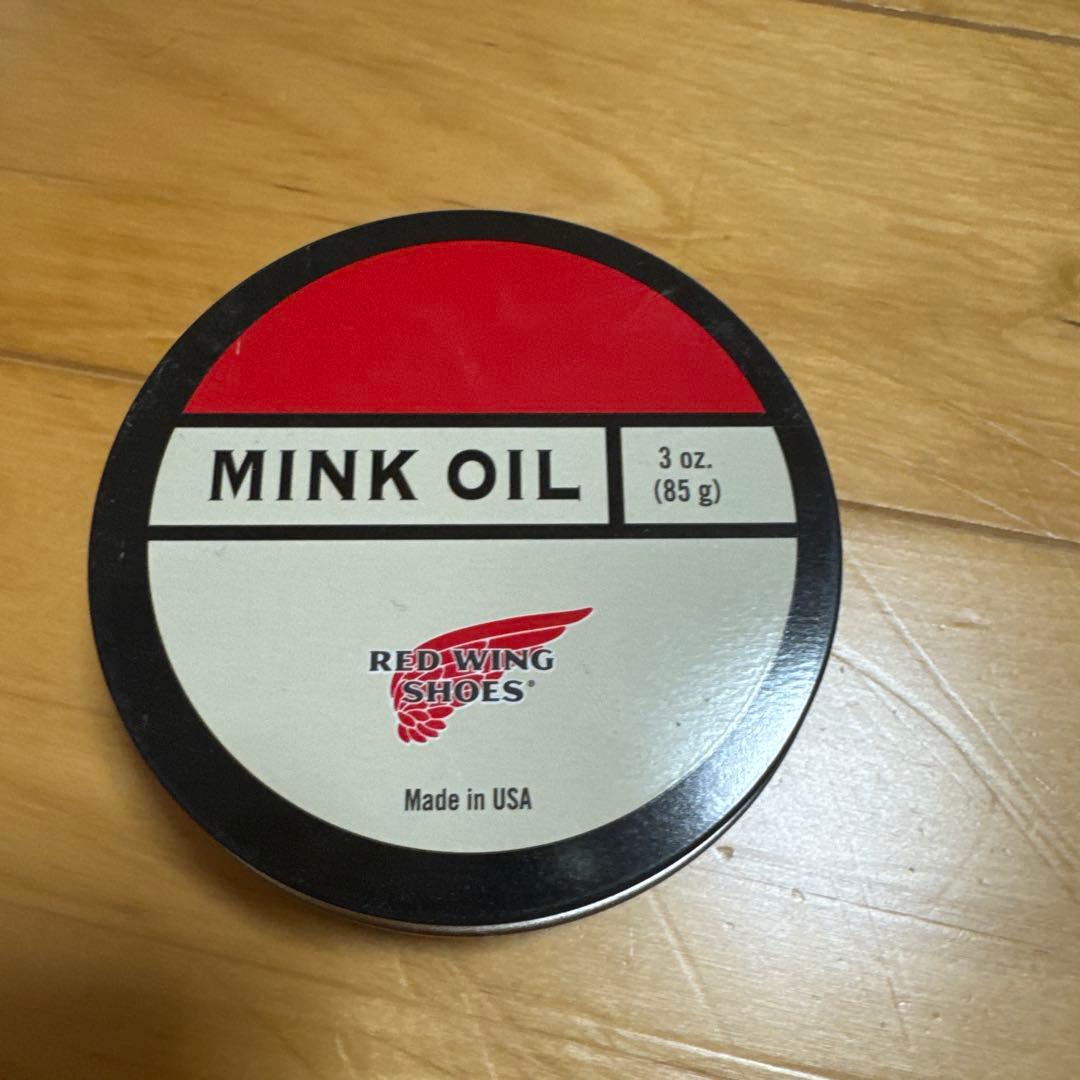 MINK OIL
3 oz.
(85 g)
RED WING
SHOES®
Made in USA